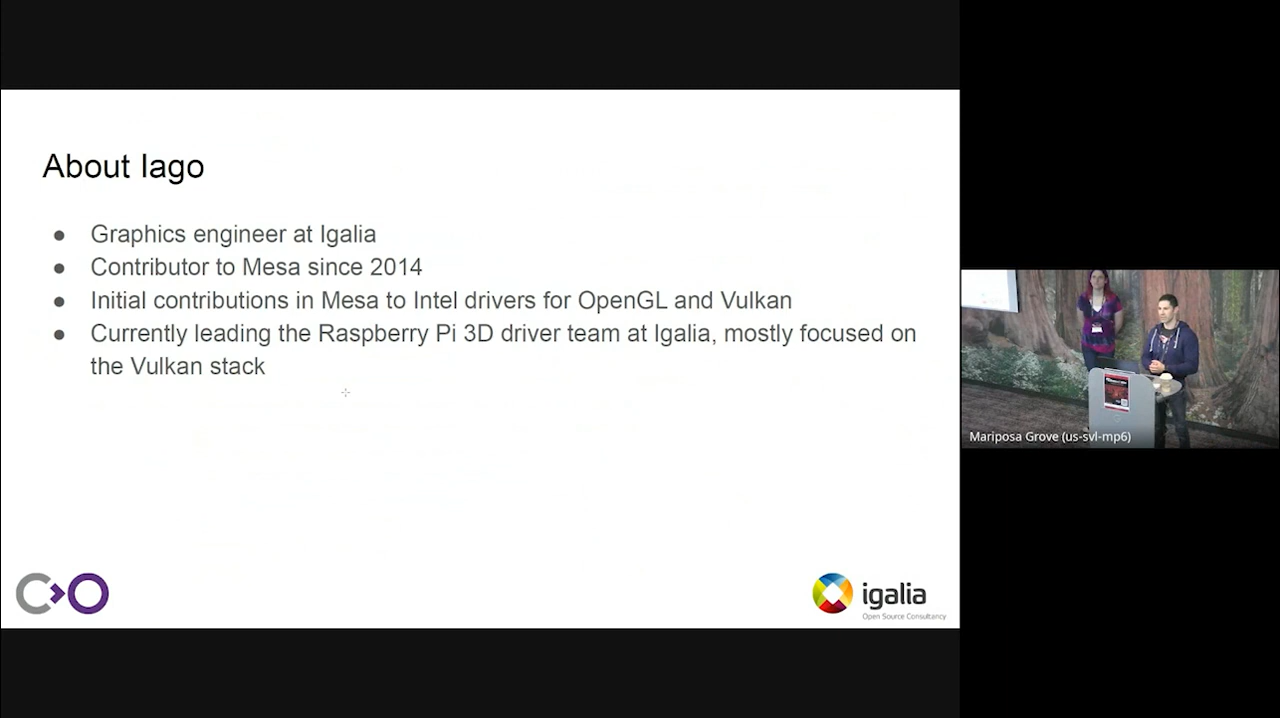 About Iago
● Graphics engineer at Igalia
● Contributor to Mesa since 2014
● Initial contributions in Mesa to Intel drivers for OpenGL and Vulkan
● Currently leading the Raspberry Pi 3D driver team at Igalia, mostly focused on
the Vulkan stack
igalia
Open Source Consultancy
Mariposa Grove (us-svl-mp6)